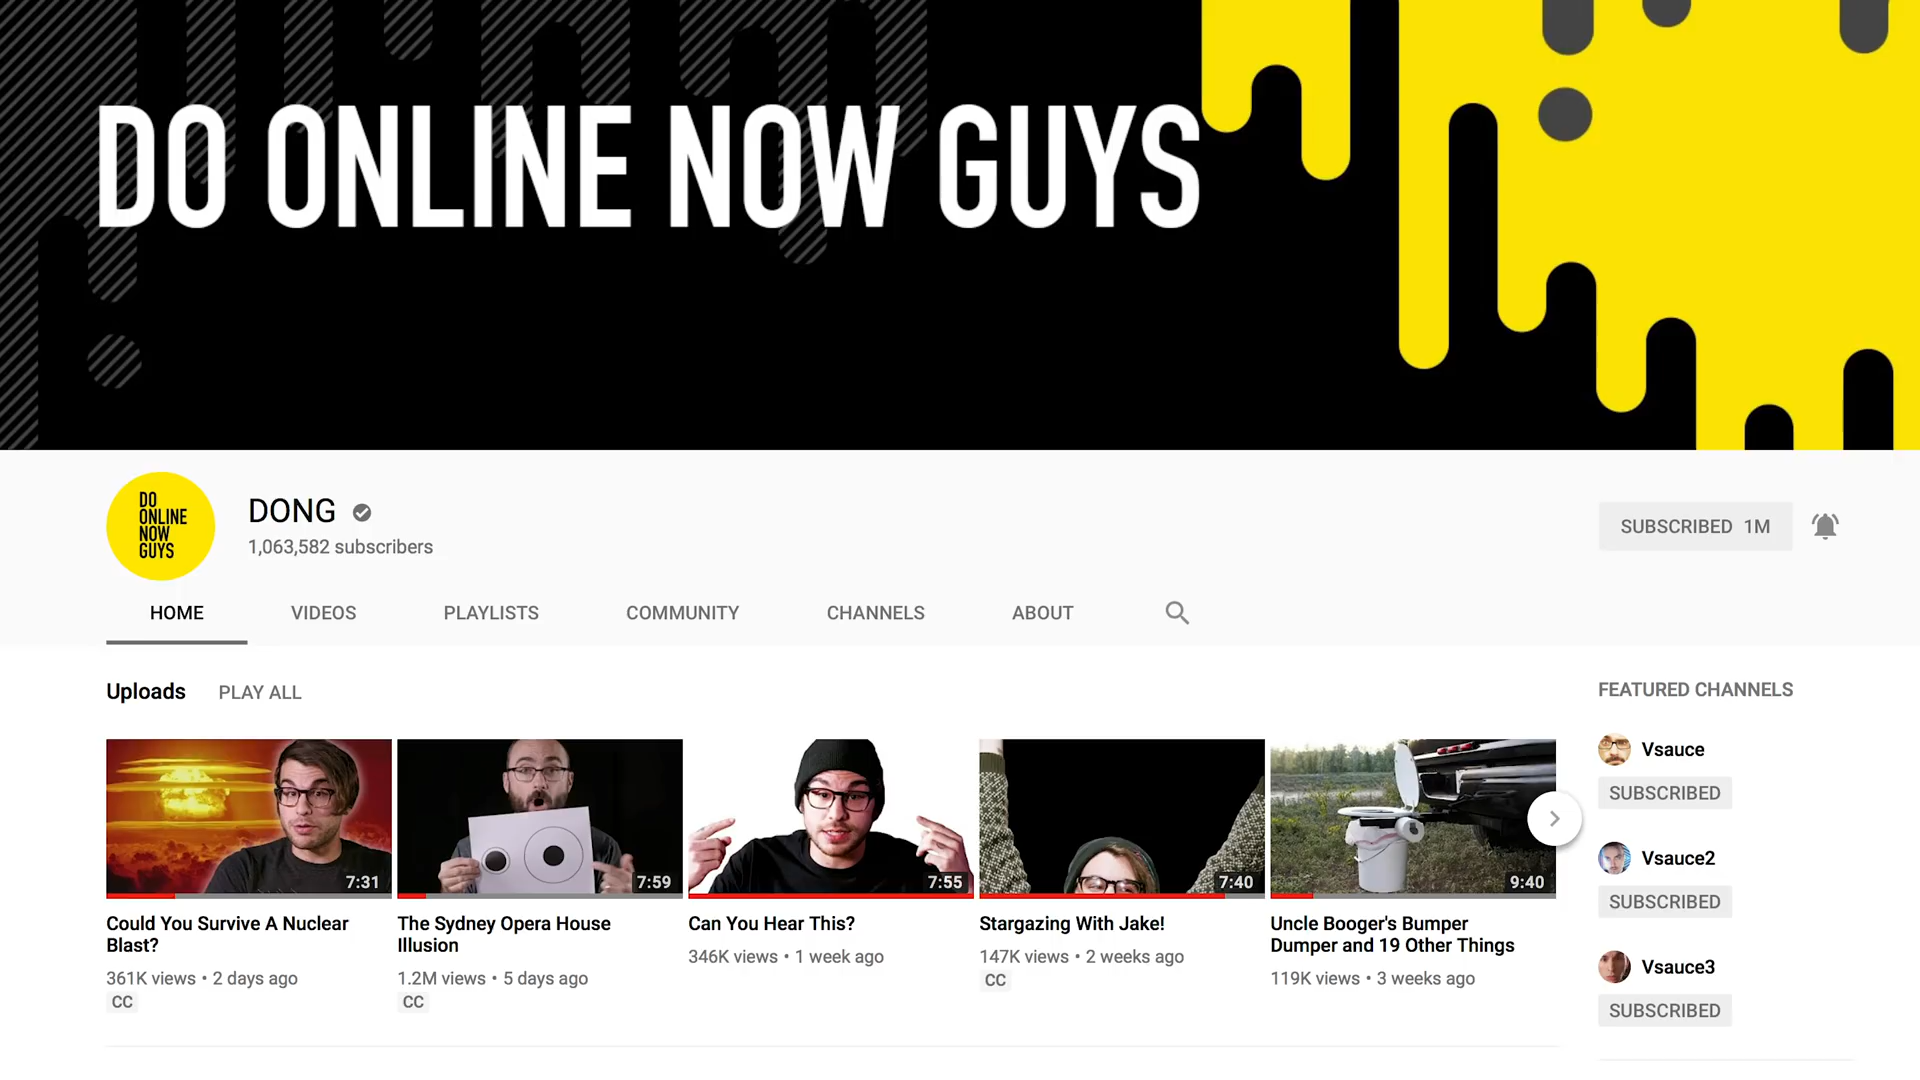 DO ONLINE NOW GUYS
DO
ONLINE
NOW
GUYS
DONG
1,063,582 subscribers
SUBSCRIBED 1M
HOME VIDEOS PLAYLISTS COMMUNITY CHANNELS ABOUT
Uploads PLAY ALL
7:31
Could You Survive A Nuclear
Blast?
361K views • 2 days ago
CC
7:59
The Sydney Opera House
Illusion
1.2M views • 5 days ago
CC
7:55
Can You Hear This?
346K views • 1 week ago
7:40
Stargazing With Jake!
147K views • 2 weeks ago
CC
9:40
Uncle Booger's Bumper
Dumper and 19 Other Things
119K views • 3 weeks ago
FEATURED CHANNELS
Vsauce
SUBSCRIBED
Vsauce2
SUBSCRIBED
Vsauce3
SUBSCRIBED